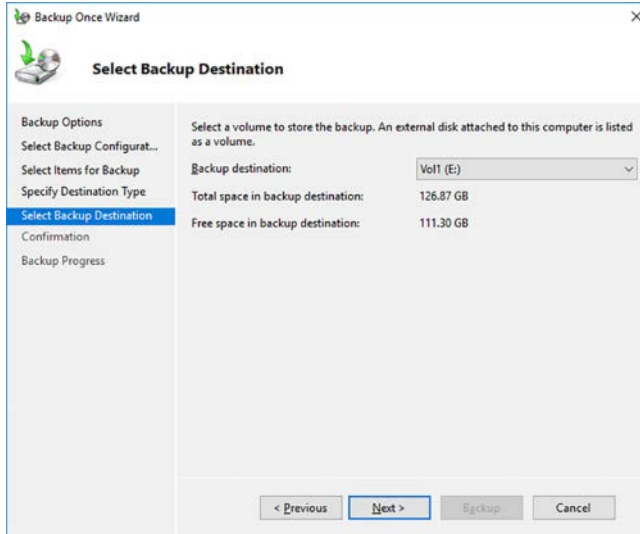 Backup Once Wizard
Select Backup Destination
Backup Options
Select Backup Configurat...
Select Items for Backup
Specify Destination Type
Select Backup Destination
Confirmation
Backup Progress
Select a volume to store the backup. An external disk attached to this computer is listed
as a volume.
Backup destination: Vol1 (E:)
Total space in backup destination: 126.87 GB
Free space in backup destination: 111.30 GB
< Previous Next > Backup Cancel